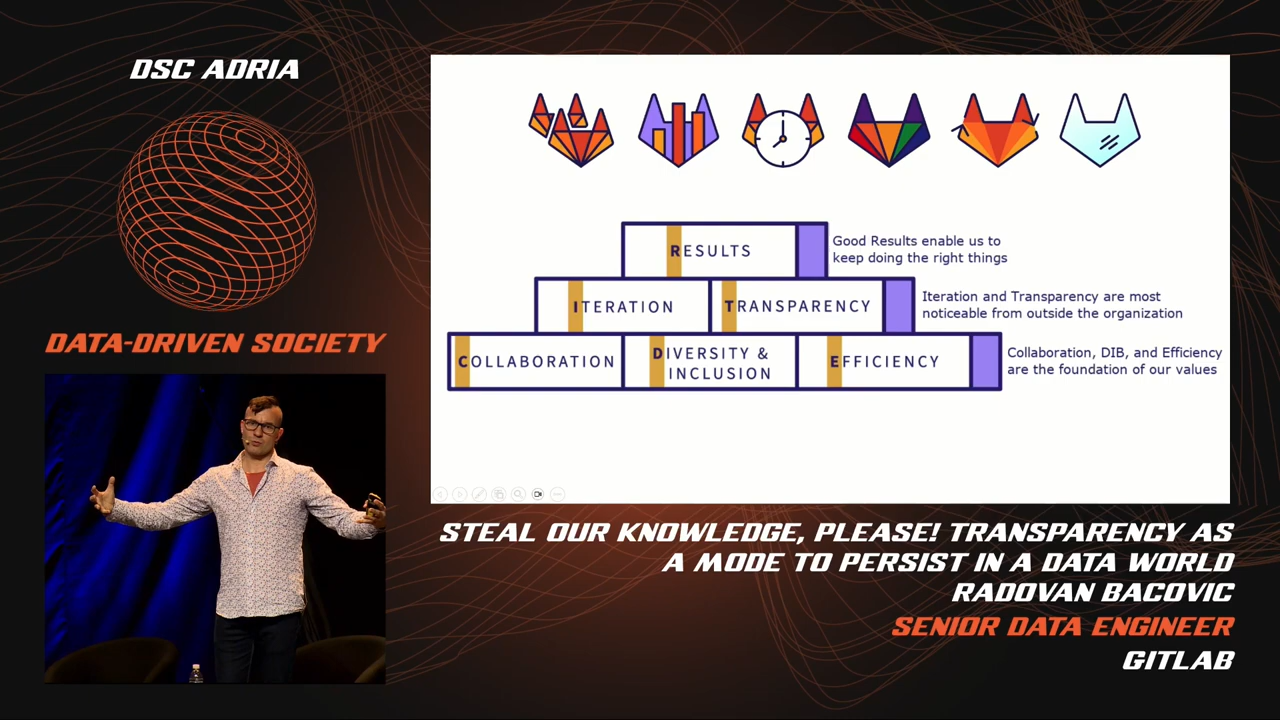 DSC ADRIA
DATA-DRIVEN SOCIETY
RESULTS
Good Results enable us to
keep doing the right things
ITERATION
TRANSPARENCY
Iteration and Transparency are most
noticeable from outside the organization
COLLABORATION
DIVERSITY &
INCLUSION
EFFICIENCY
Collaboration, DIB, and Efficiency
are the foundation of our values
STEAL OUR KNOWLEDGE, PLEASE! TRANSPARENCY AS
A MODE TO PERSIST IN A DATA WORLD
RADOVAN BACOVIC
SENIOR DATA ENGINEER
GITLAB